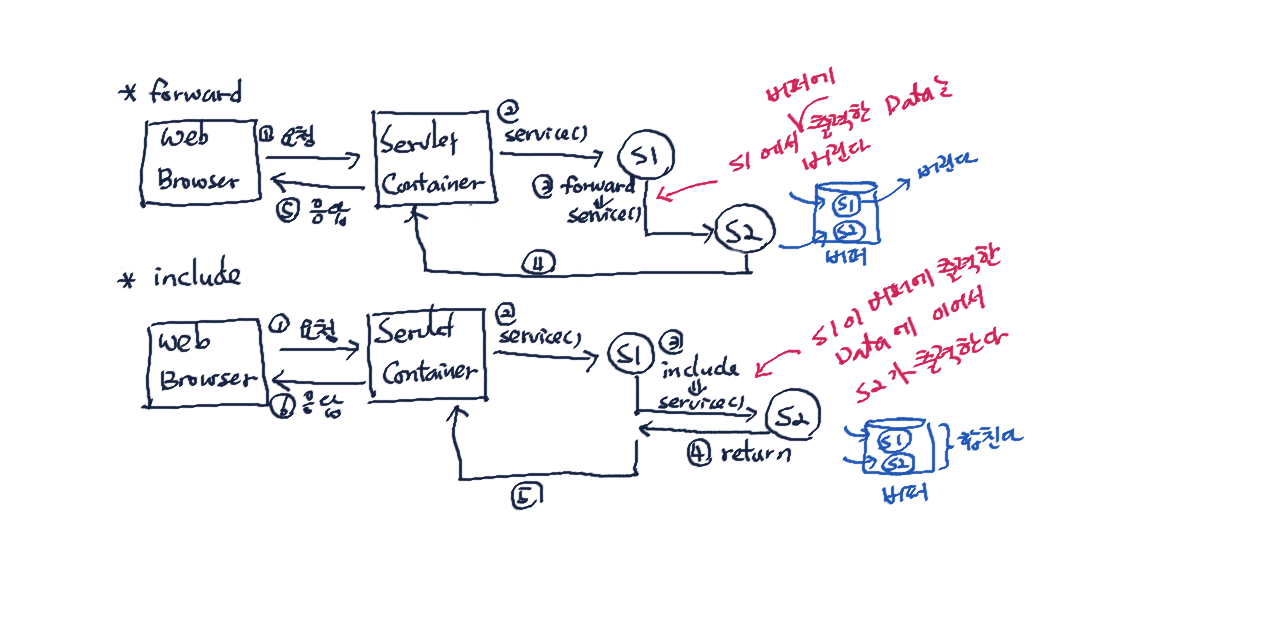 * forward
Web
Browser
① 요청
⑤ 응답
Servlet
Container
②
service()
S1
③ forward
⇓
service()
S2
④
버퍼에
S1에서 ✓출력한 Data는
버린다
S1
S2
버린다
버퍼
* include
Web
Browser
① 요청
⑥ 응답
Servlet
Container
②
service()
S1
③
include
⇓
service()
S2
④ return
⑤
S1이 버퍼에 출력한
Data에 이어서
S2가 출력한다
S1
S2
합친다
버퍼